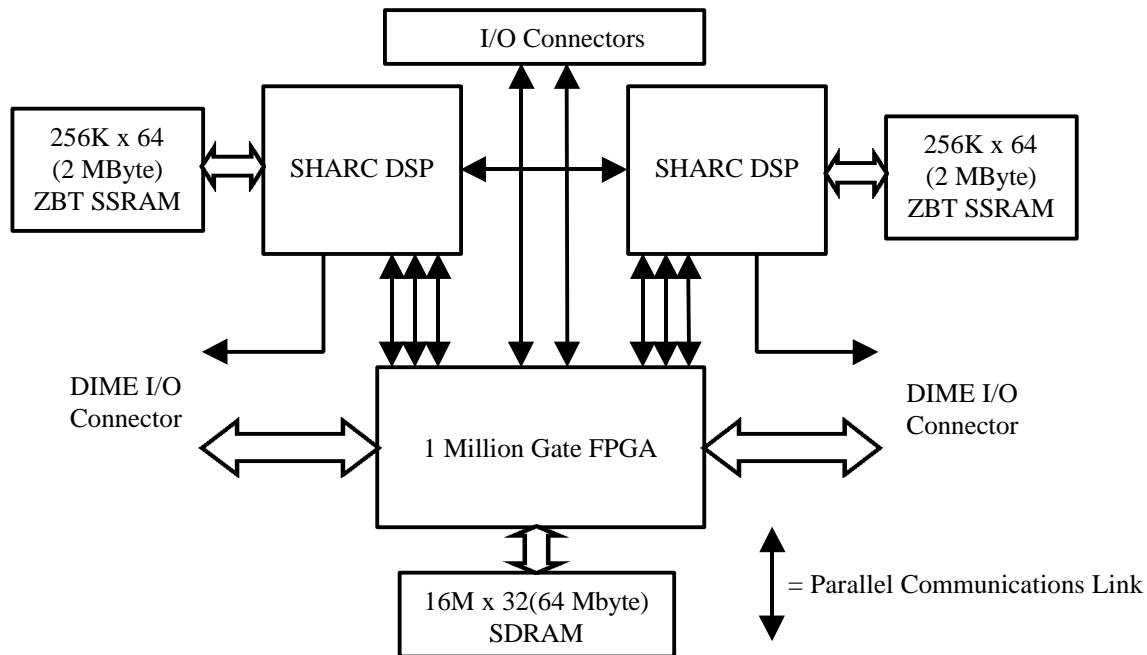 I/O Connectors
256K x 64
(2 MByte)
ZBT SSRAM
SHARC DSP
SHARC DSP
256K x 64
(2 MByte)
ZBT SSRAM
DIME I/O
Connector
1 Million Gate FPGA
DIME I/O
Connector
16M x 32(64 Mbyte)
SDRAM
= Parallel Communications Link